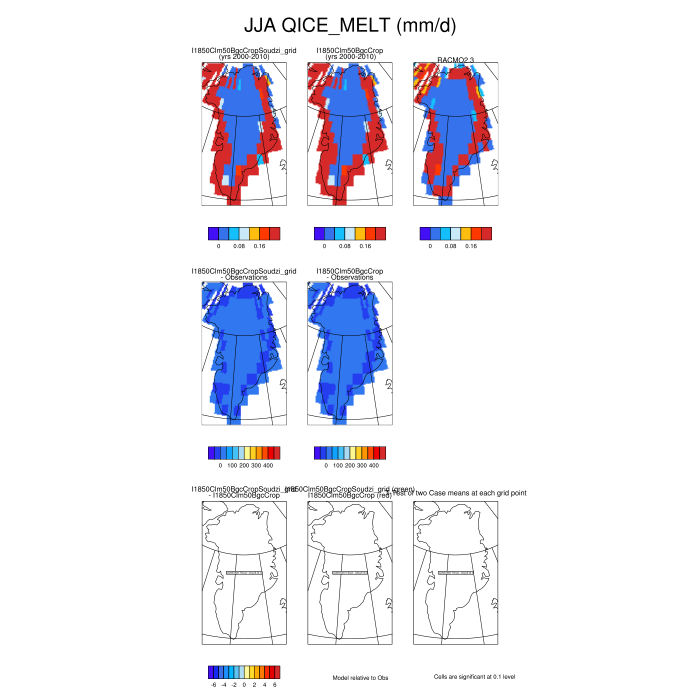 JJA QICE_MELT (mm/d)
I1850Clm50BgcCropSoudzi_grid
(yrs 2000-2010)
I1850Clm50BgcCrop
(yrs 2000-2010)
RACMO2.3
0 0.08 0.16
0 0.08 0.16
0 0.08 0.16
I1850Clm50BgcCropSoudzi_grid
- Observations
I1850Clm50BgcCrop
- Observations
0 100 200 300 400
0 100 200 300 400
I1850Clm50BgcCropSoudzi_grid
- I1850Clm50BgcCrop
I1850Clm50BgcCropSoudzi_grid (green)
I1850Clm50BgcCrop (red)
Test of two Case means at each grid point
-6 -4 -2 0 2 4 6
Model relative to Obs
Cells are significant at 0.1 level